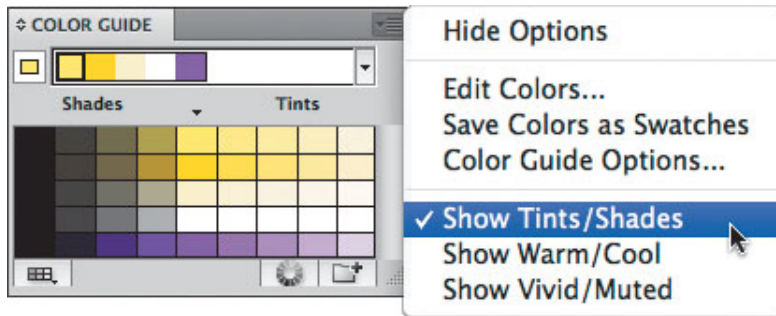 COLOR GUIDE
Shades Tints
Hide Options
Edit Colors...
Save Colors as Swatches
Color Guide Options...
✓ Show Tints/Shades
Show Warm/Cool
Show Vivid/Muted